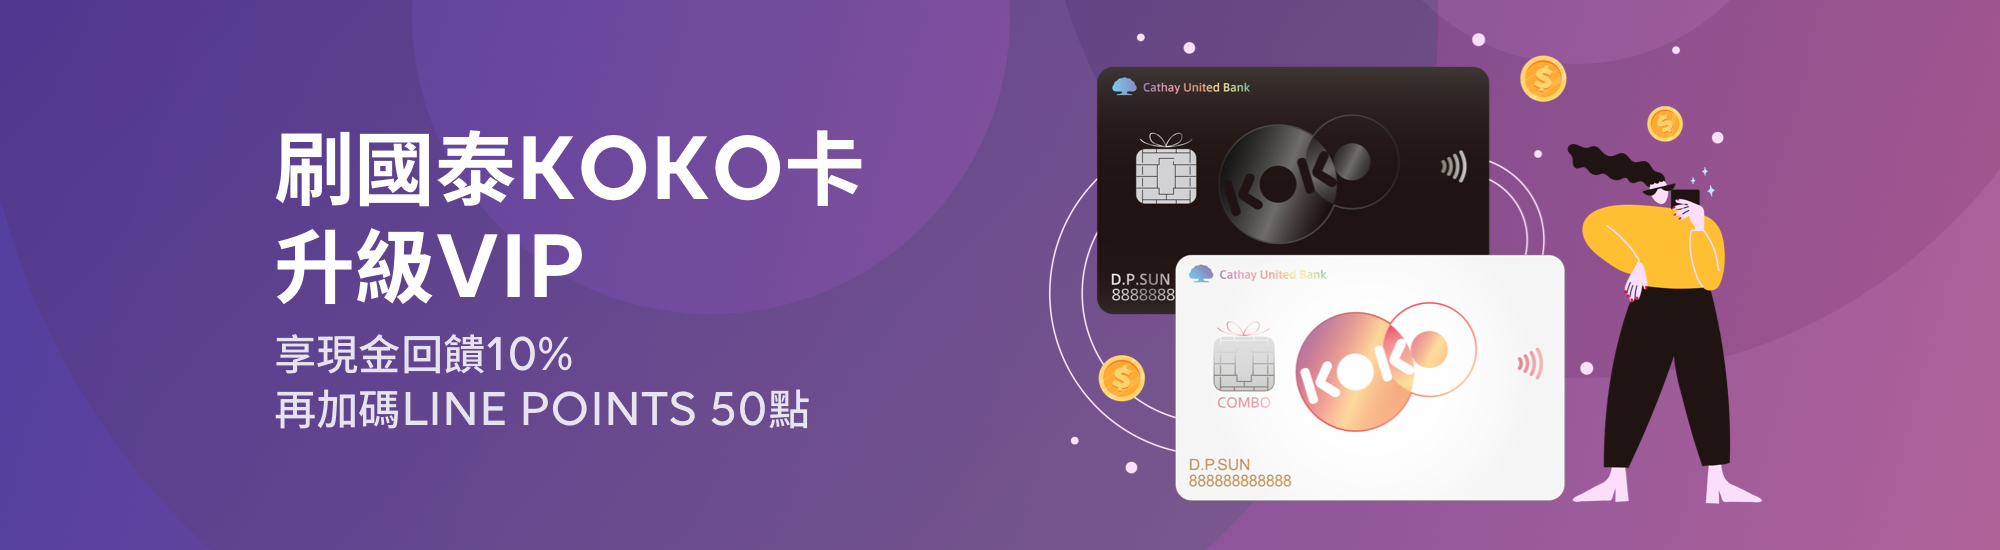 刷國泰KOKO卡
升級VIP
享現金回饋10%
再加碼LINE POINTS 50點
Cathay United Bank
KOKO
D.P.SUN
8888888
Cathay United Bank
KOKO
COMBO
D.P.SUN
888888888888